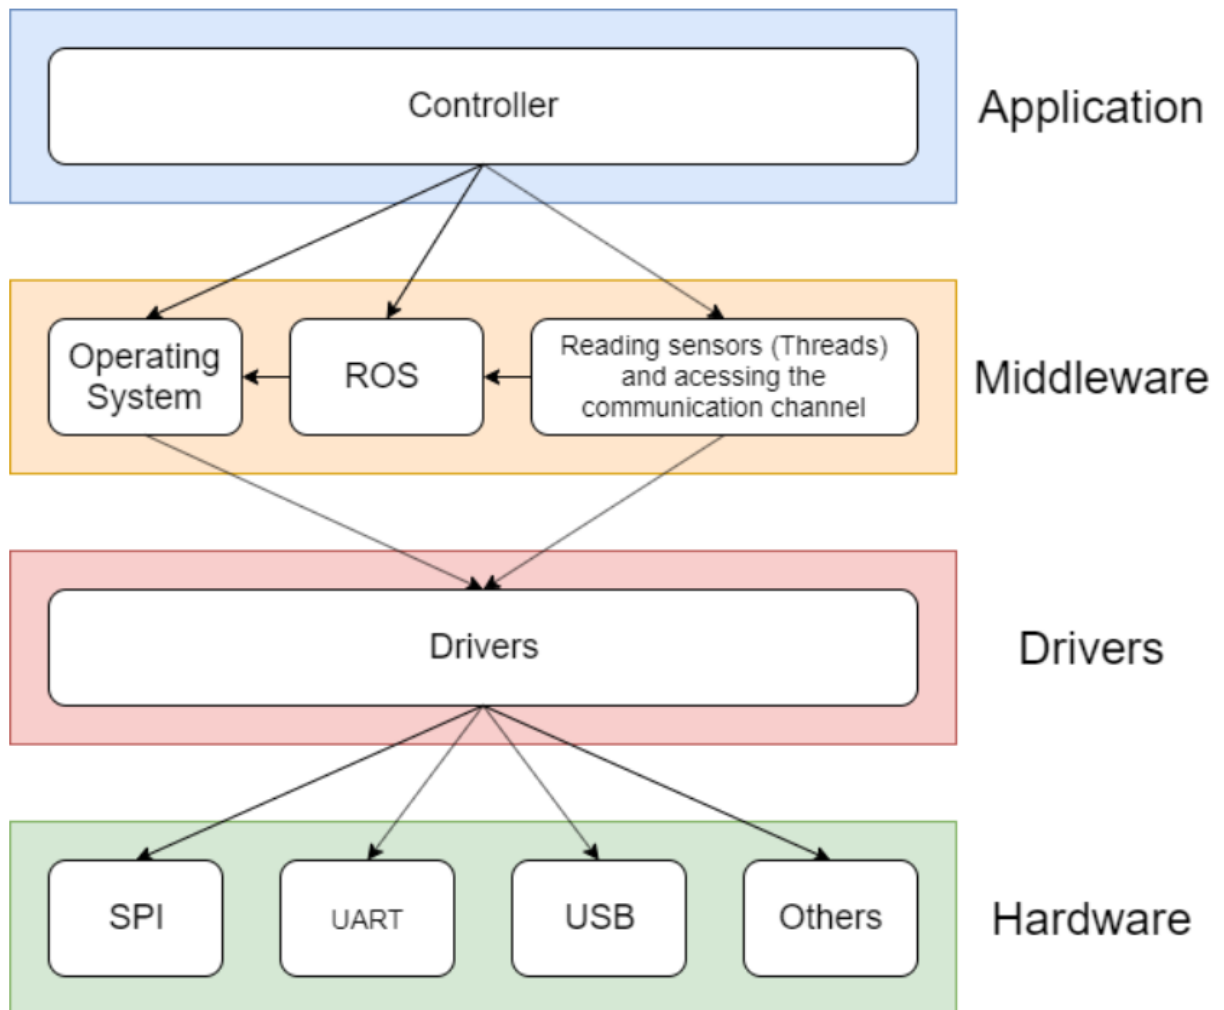 Controller
Application
Operating
System
ROS
Reading sensors (Threads)
and acessing the
communication channel
Middleware
Drivers
Drivers
SPI
UART
USB
Others
Hardware